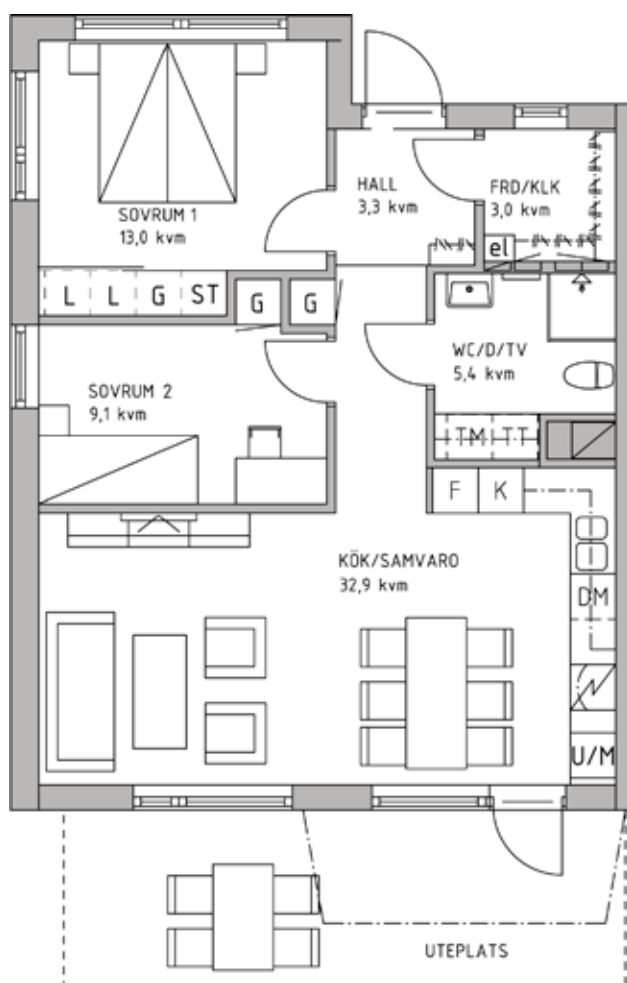 HALL
3,3 kvm
FRD/KLK
3,0 kvm
SOVRUM 1
13,0 kvm
el
L L G ST
G G
WC/D/TV
5,4 kvm
SOVRUM 2
9,1 kvm
TM TT
F K
KÖK/SAMVARO
32,9 kvm
DM
U/M
UTEPLATS